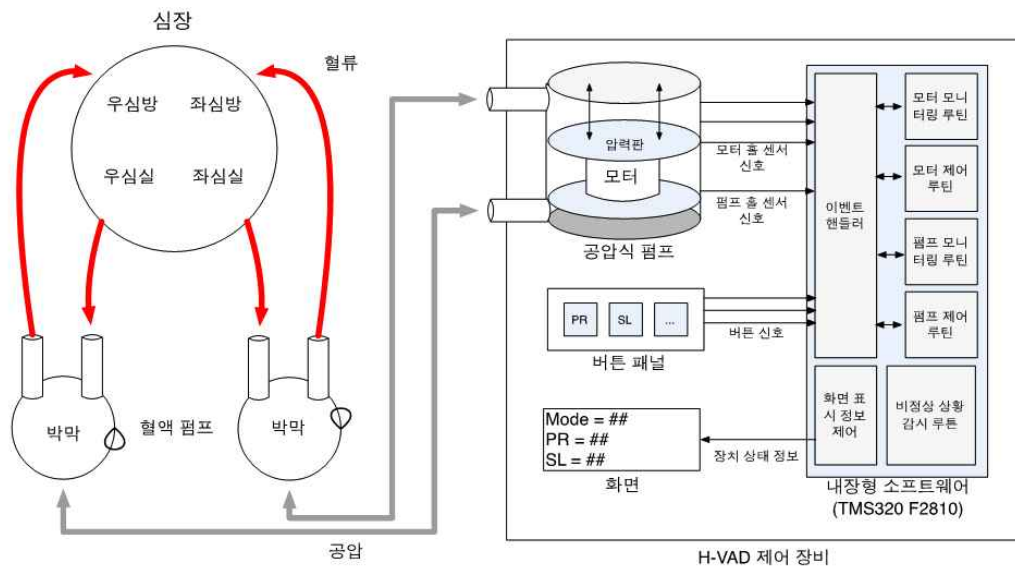 심장
혈류
우심방 좌심방
우심실 좌심실
박막
혈액 펌프
박막
공압
압력판
모터
공압식 펌프
모터 홀 센서
신호
펌프 홀 센서
신호
PR
SL
...
버튼 패널
버튼 신호
Mode = ##
PR = ##
SL = ##
화면
장치 상태 정보
이벤트
핸들러
모터 모니
터링 루틴
모터 제어
루틴
펌프 모니
터링 루틴
펌프 제어
루틴
화면 표
시 정보
제어
비정상 상황
감시 루튼
내장형 소프트웨어
(TMS320 F2810)
H-VAD 제어 장비